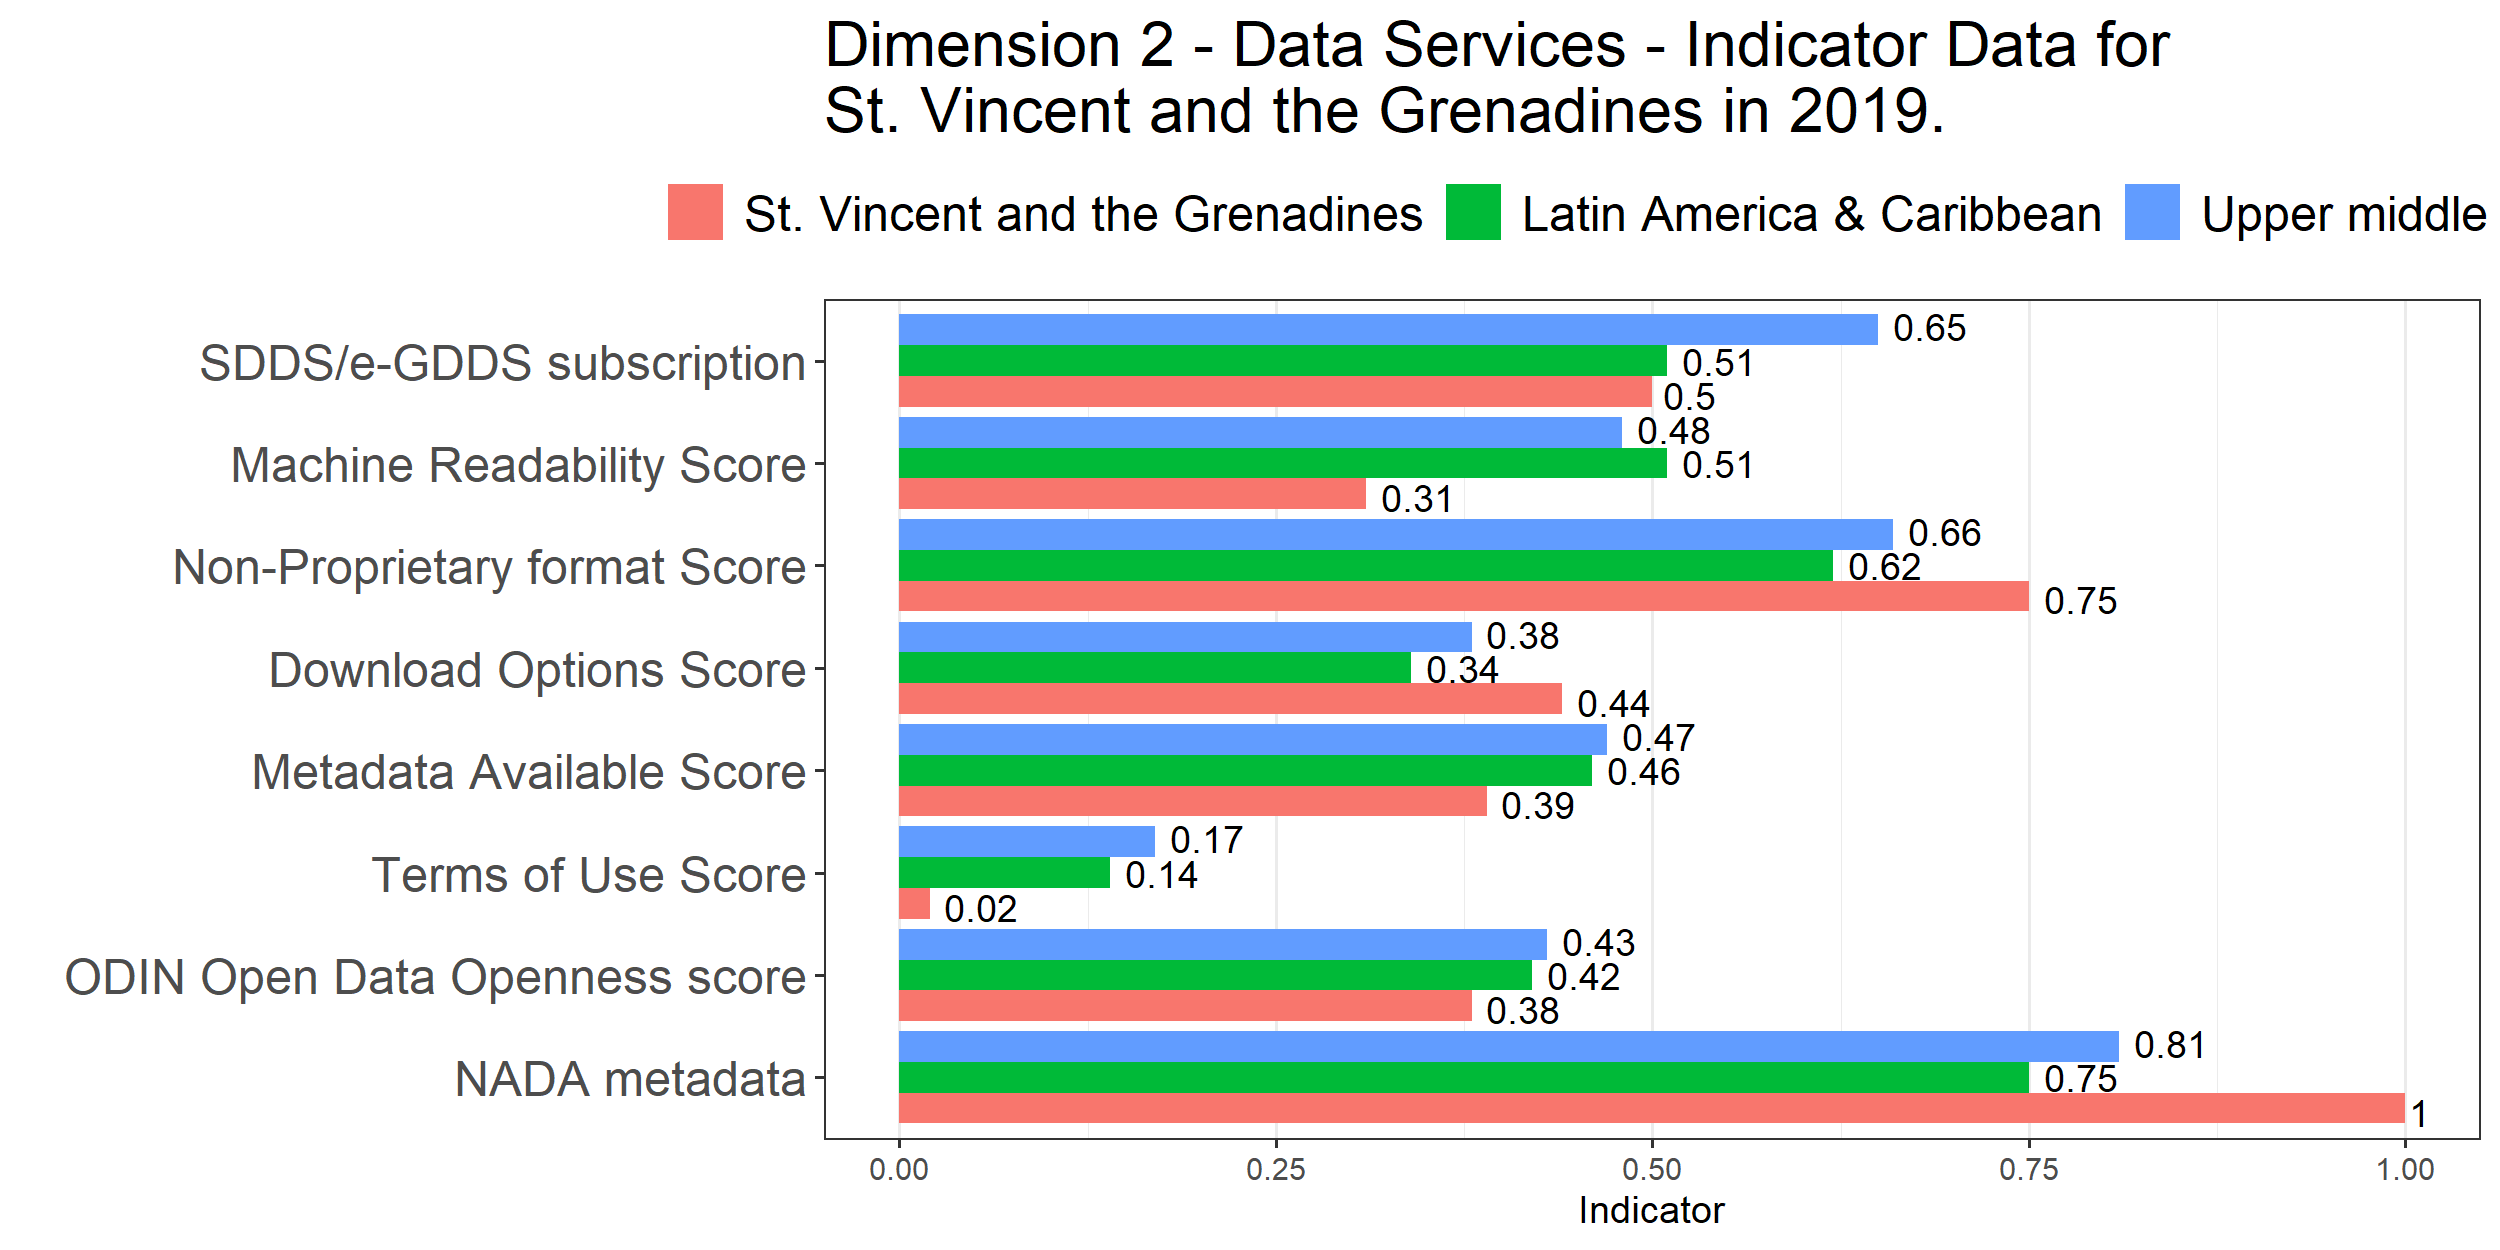 Dimension 2 - Data Services - Indicator Data for
St. Vincent and the Grenadines in 2019.
St. Vincent and the Grenadines Latin America & Caribbean Upper middle
SDDS/e-GDDS subscription
0.65
0.51
0.5
Machine Readability Score
0.48
0.51
0.31
Non-Proprietary format Score
0.66
0.62
0.75
Download Options Score
0.38
0.34
0.44
Metadata Available Score
0.47
0.46
0.39
Terms of Use Score
0.17
0.14
0.02
ODIN Open Data Openness score
0.43
0.42
0.38
NADA metadata
0.81
0.75
1
0.00 0.25 0.50 0.75 1.00
Indicator